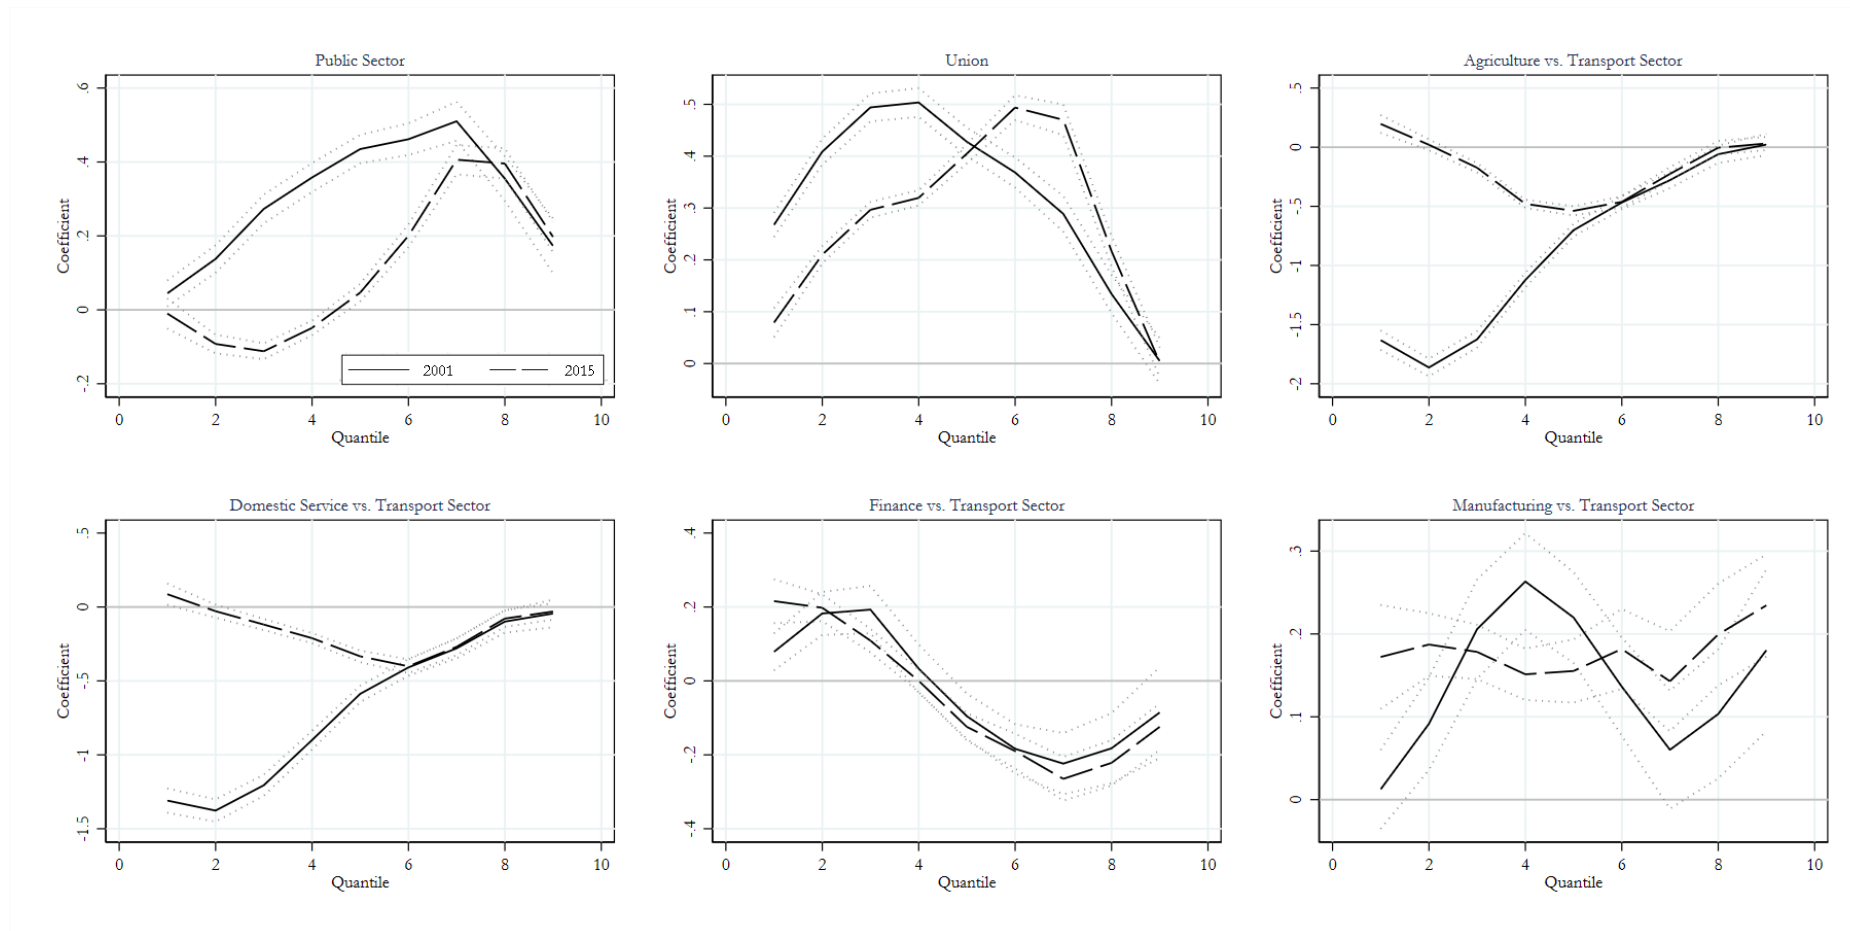 Public Sector
Coefficient
.6
.4
.2
0
-.2
0 2 4 6 8 10
Quantile
2001 2015
Union
Coefficient
.5
.4
.3
.2
.1
0
0 2 4 6 8 10
Quantile
Agriculture vs. Transport Sector
Coefficient
.5
0
-.5
-1
-1.5
-2
0 2 4 6 8 10
Quantile
Domestic Service vs. Transport Sector
Coefficient
.5
0
-.5
-1
-1.5
0 2 4 6 8 10
Quantile
Finance vs. Transport Sector
Coefficient
.4
.2
0
-.2
-.4
0 2 4 6 8 10
Quantile
Manufacturing vs. Transport Sector
Coefficient
.3
.2
.1
0
0 2 4 6 8 10
Quantile